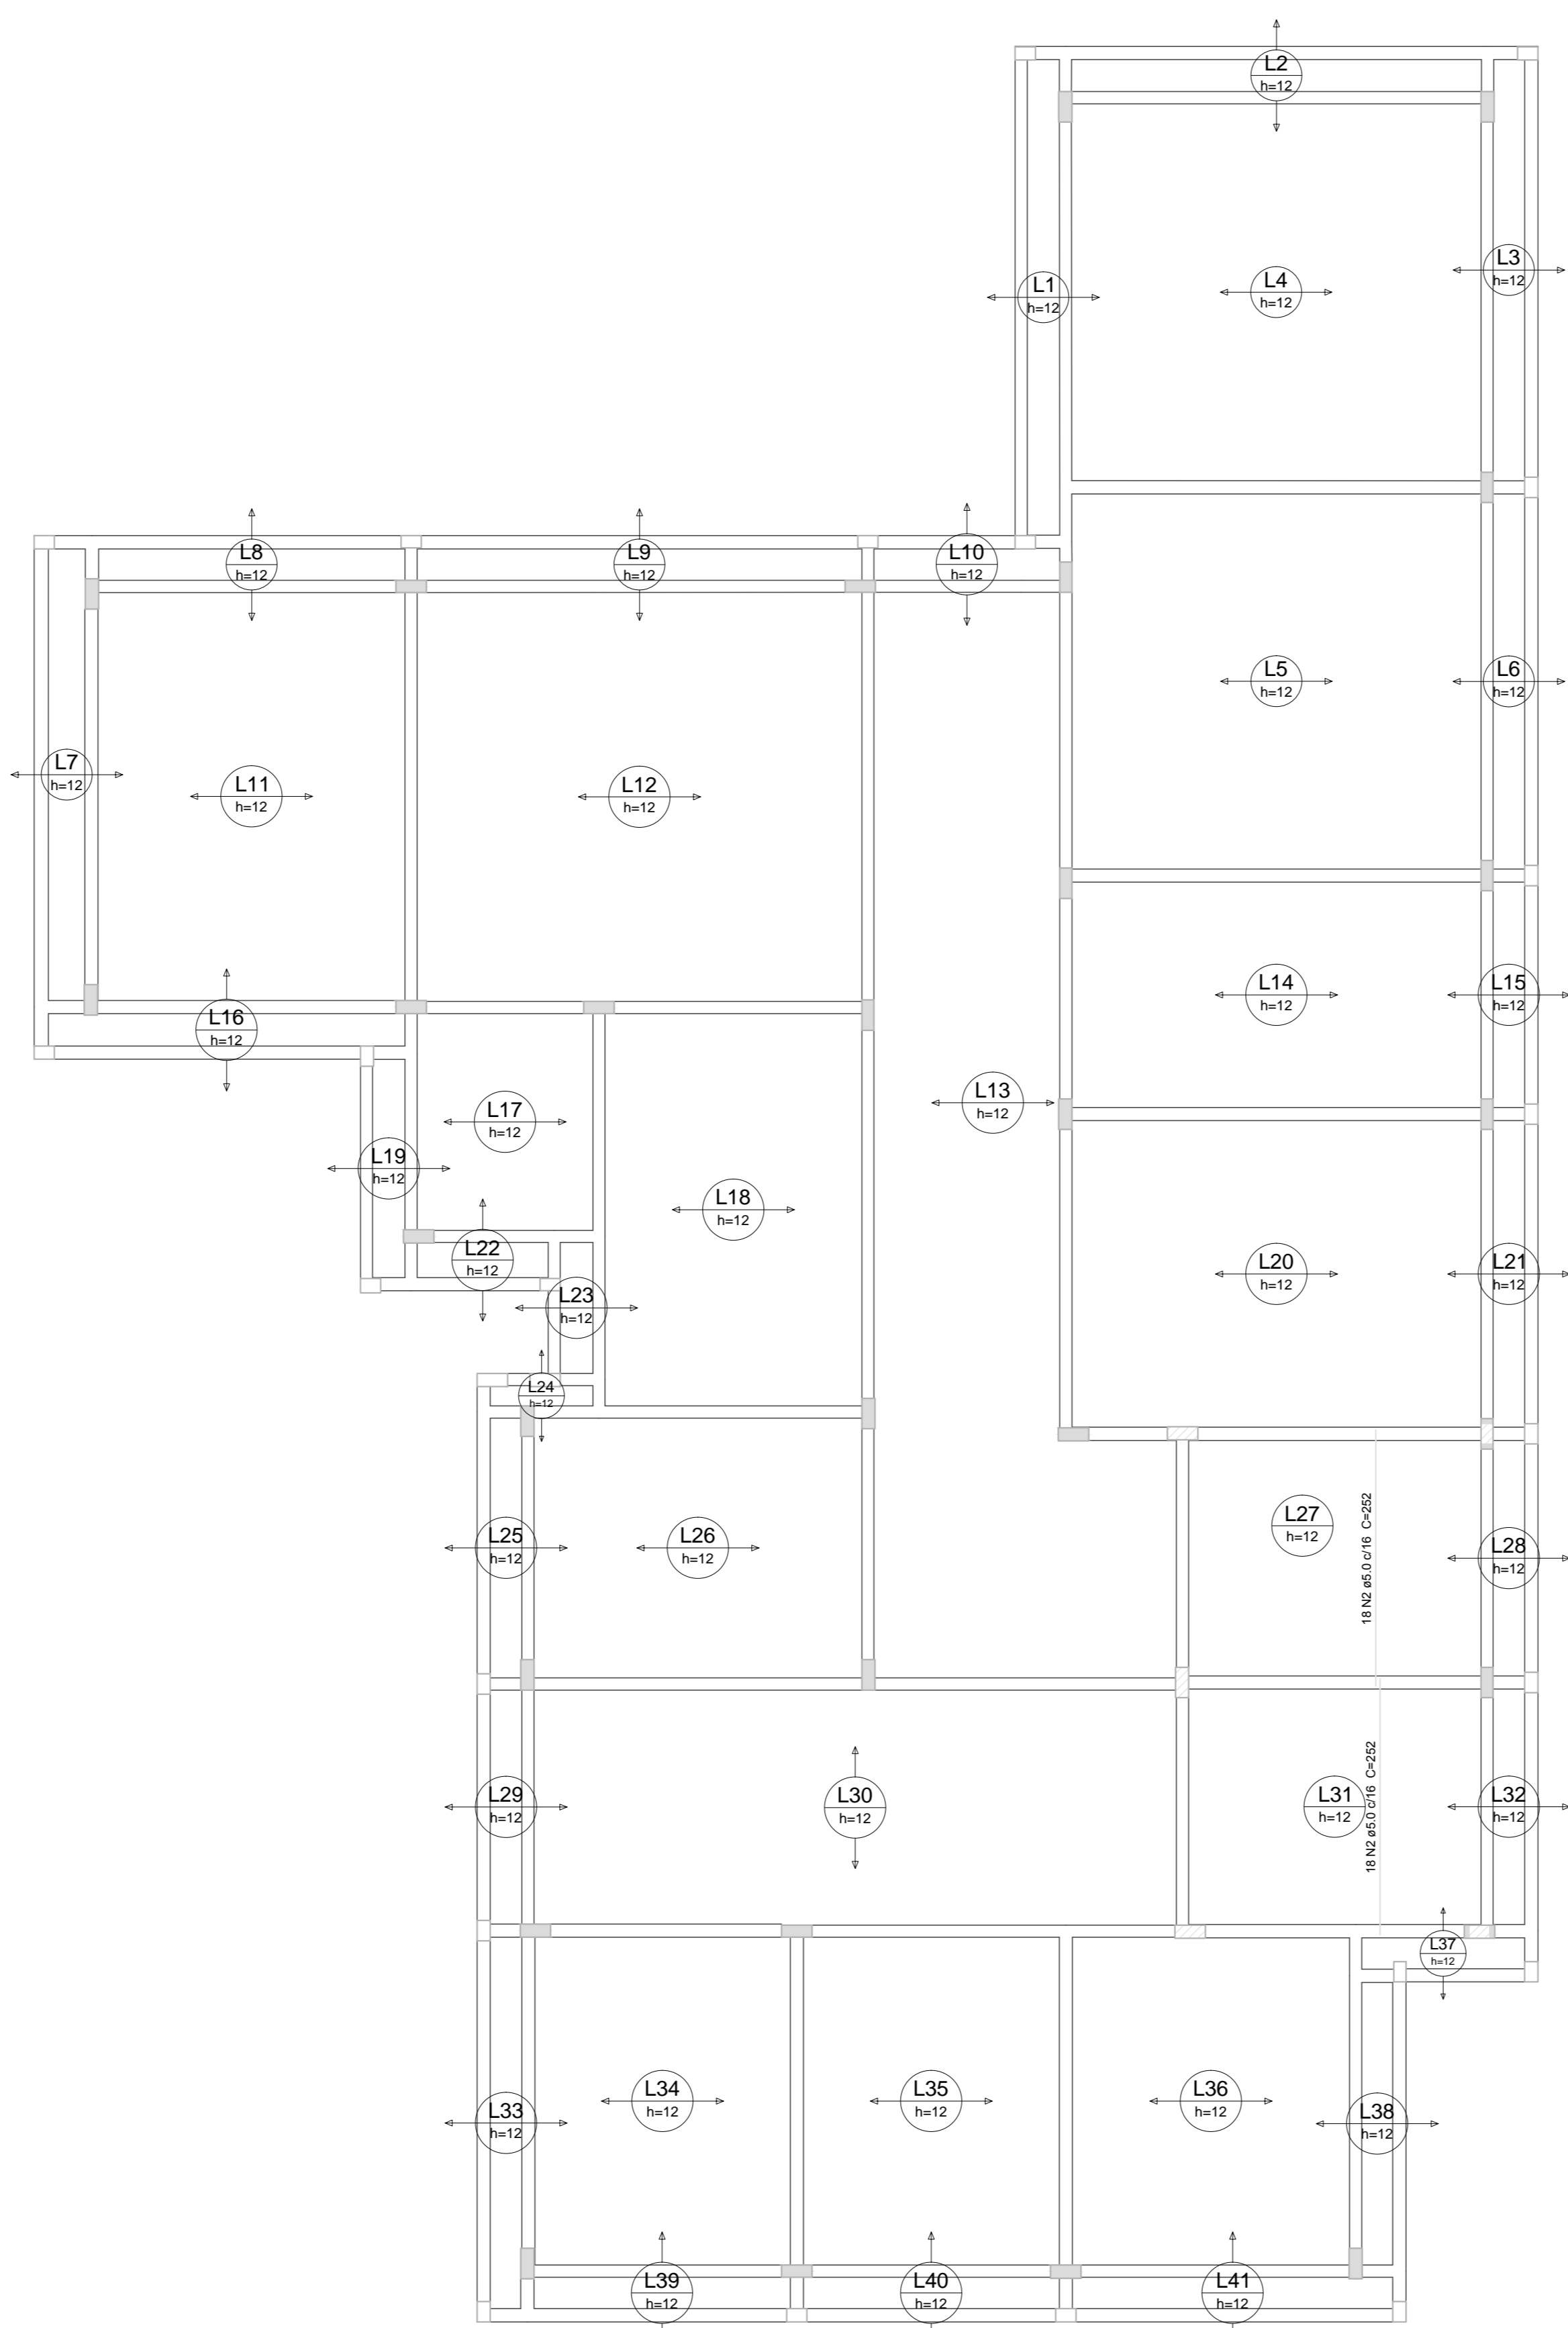 L2
h=12
L3
h=12
L1
h=12
L4
h=12
L8
h=12
L9
h=12
L10
h=12
L5
h=12
L6
h=12
L7
h=12
L11
h=12
L12
h=12
L14
h=12
L15
h=12
L16
h=12
L13
h=12
L17
h=12
L19
h=12
L18
h=12
L22
h=12
L20
h=12
L21
h=12
L23
h=12
L24
h=12
L27
h=12
18 N2 ø5.0 c/16 C=252
L25
h=12
L26
h=12
L28
h=12
L29
h=12
L30
h=12
L31
h=12
18 N2 ø5.0 c/16 C=252
L32
h=12
L37
h=12
L33
h=12
L34
h=12
L35
h=12
L36
h=12
L38
h=12
L39
h=12
L40
h=12
L41
h=12